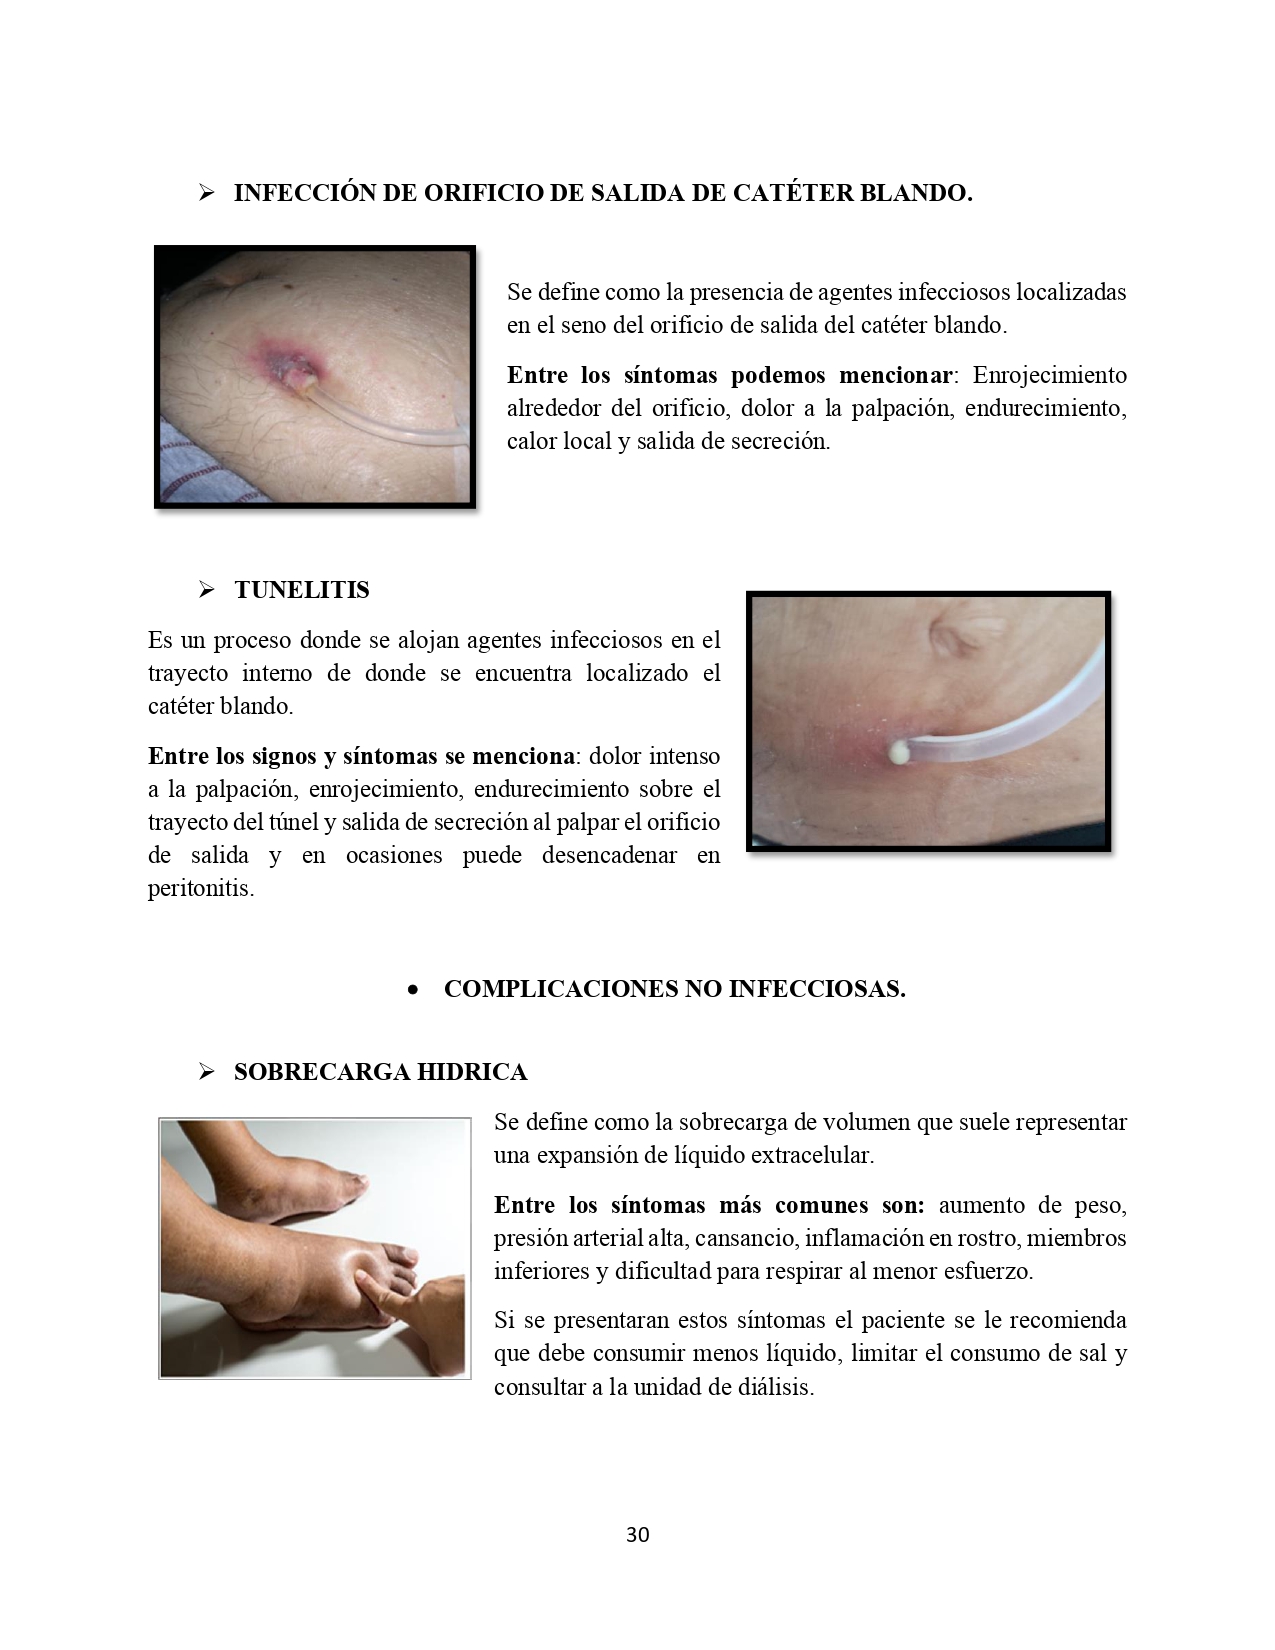 ➢ INFECCIÓN DE ORIFICIO DE SALIDA DE CATÉTER BLANDO.
Se define como la presencia de agentes infecciosos localizadas
en el seno del orificio de salida del catéter blando.
Entre los síntomas podemos mencionar: Enrojecimiento
alrededor del orificio, dolor a la palpación, endurecimiento,
calor local y salida de secreción.
➢ TUNELITIS
Es un proceso donde se alojan agentes infecciosos en el
trayecto interno de donde se encuentra localizado el
catéter blando.
Entre los signos y síntomas se menciona: dolor intenso
a la palpación, enrojecimiento, endurecimiento sobre el
trayecto del túnel y salida de secreción al palpar el orificio
de salida y en ocasiones puede desencadenar en
peritonitis.
• COMPLICACIONES NO INFECCIOSAS.
➢ SOBRECARGA HIDRICA
Se define como la sobrecarga de volumen que suele representar
una expansión de líquido extracelular.
Entre los síntomas más comunes son: aumento de peso,
presión arterial alta, cansancio, inflamación en rostro, miembros
inferiores y dificultad para respirar al menor esfuerzo.
Si se presentaran estos síntomas el paciente se le recomienda
que debe consumir menos líquido, limitar el consumo de sal y
consultar a la unidad de diálisis.
30